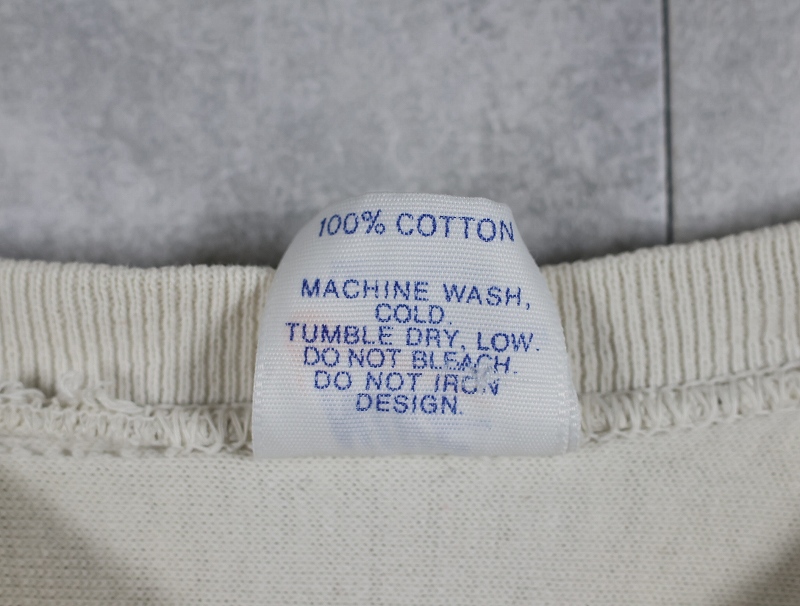 100% COTTON
MACHINE WASH,
COLD.
TUMBLE DRY, LOW.
DO NOT BLEACH.
DO NOT IRON
DESIGN.